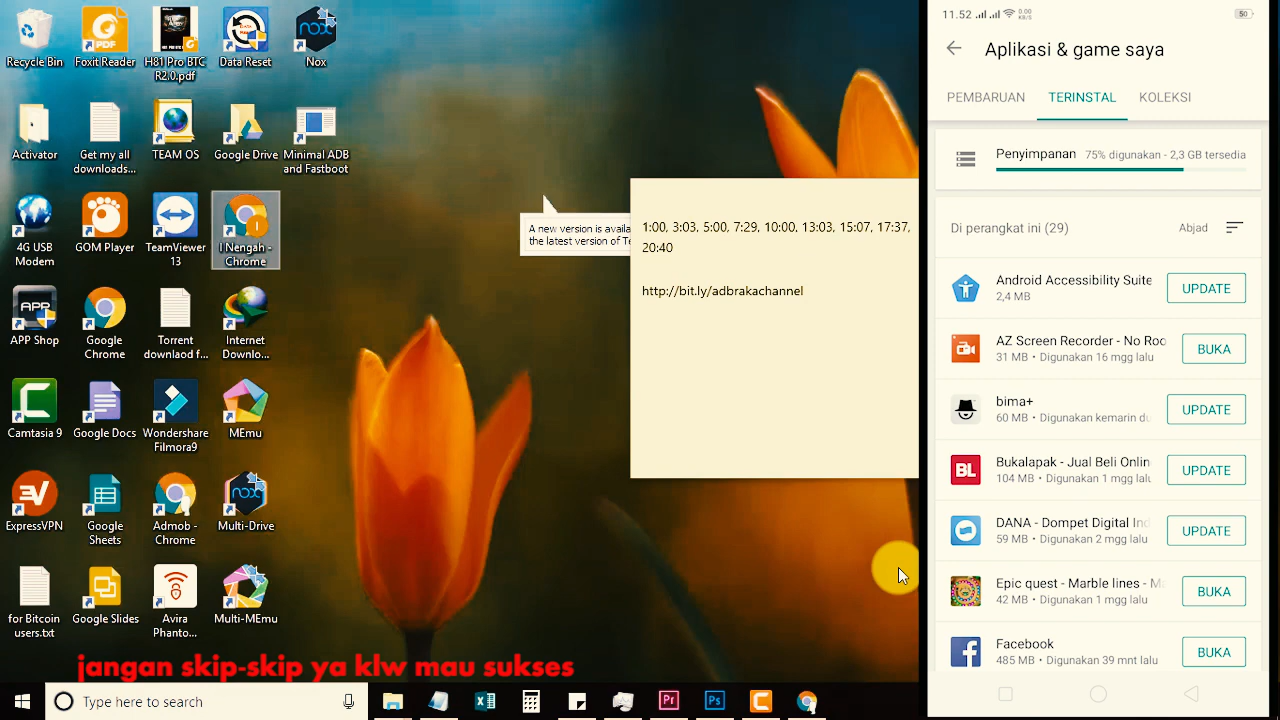 Recycle Bin
Foxit Reader
H81 Pro BTC
R2.0.pdf
Data Reset
Nox
Activator
Get my all
downloads...
TEAM OS
Google Drive
Minimal ADB
and Fastboot
4G USB
Modem
GOM Player
TeamViewer
13
I Nengah -
Chrome
APP Shop
Google
Chrome
Torrent
downlaod f...
Internet
Downlo...
Camtasia 9
Google Docs
Wondershare
Filmora9
MEmu
ExpressVPN
Google
Sheets
Admob -
Chrome
Multi-Drive
for Bitcoin
users.txt
Google Slides
Avira
Phanto...
Multi-MEmu
A new version is availa
the latest version of Te
1:00, 3:03, 5:00, 7:29, 10:00, 13:03, 15:07, 17:37,
20:40
http://bit.ly/adbrakachannel
jangan skip-skip ya klw mau sukses
Type here to search
11.52
0.00
KB/S
50
Aplikasi & game saya
PEMBARUAN
TERINSTAL
KOLEKSI
Penyimpanan 75% digunakan - 2,3 GB tersedia
Di perangkat ini (29)
Abjad
Android Accessibility Suite
2,4 MB
UPDATE
AZ Screen Recorder - No Roo
31 MB • Digunakan 16 mgg lalu
BUKA
bima+
60 MB • Digunakan kemarin du
UPDATE
Bukalapak - Jual Beli Onlin
104 MB • Digunakan 1 mgg lalu
UPDATE
DANA - Dompet Digital Ind
59 MB • Digunakan 2 mgg lalu
UPDATE
Epic quest - Marble lines - Ma
42 MB • Digunakan 1 mgg lalu
BUKA
Facebook
485 MB • Digunakan 39 mnt lalu
BUKA